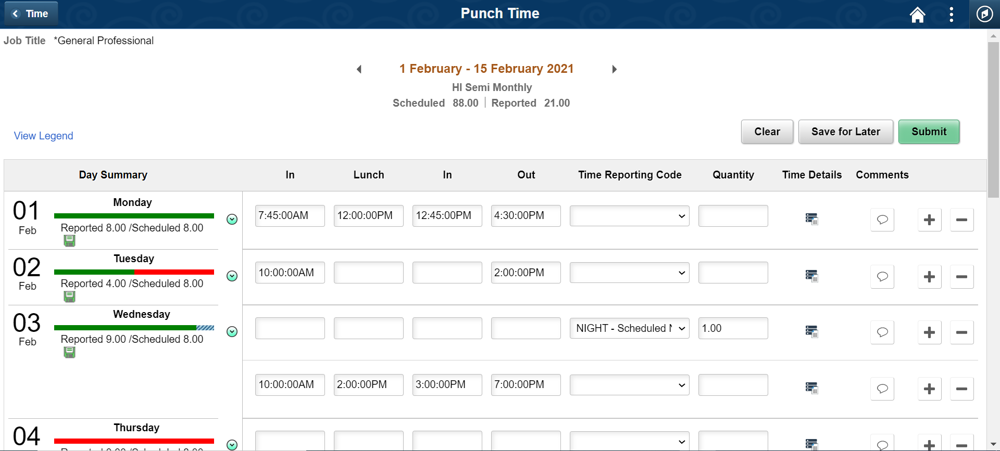 Time
Punch Time
Job Title *General Professional
1 February - 15 February 2021
HI Semi Monthly
Scheduled 88.00 | Reported 21.00
View Legend
Clear
Save for Later
Submit
Day Summary In Lunch In Out Time Reporting Code Quantity Time Details Comments
01 Feb
Monday
Reported 8.00 /Scheduled 8.00
7:45:00AM 12:00:00PM 12:45:00PM 4:30:00PM
02 Feb
Tuesday
Reported 4.00 /Scheduled 8.00
10:00:00AM 2:00:00PM
03 Feb
Wednesday
Reported 9.00 /Scheduled 8.00
NIGHT - Scheduled 1.00
10:00:00AM 2:00:00PM 3:00:00PM 7:00:00PM
04
Thursday